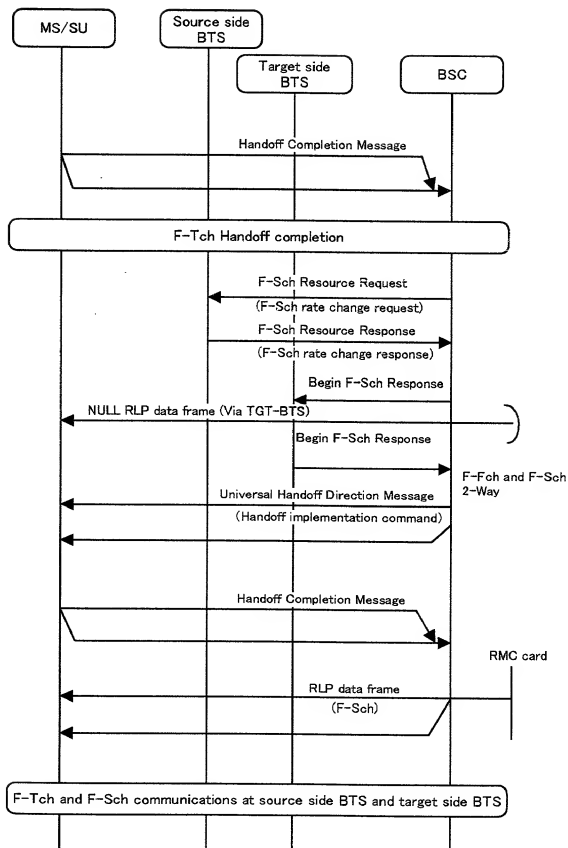 MS/SU
Source side
BTS
Target side
BTS
BSC
Handoff Completion Message
F-Tch Handoff completion
F-Sch Resource Request
(F-Sch rate change request)
F-Sch Resource Response
(F-Sch rate change response)
Begin F-Sch Response
NULL RLP data frame (Via TGT-BTS)
Begin F-Sch Response
F-Fch and F-Sch
2-Way
Universal Handoff Direction Message
(Handoff implementation command)
Handoff Completion Message
RMC card
RLP data frame
(F-Sch)
F-Tch and F-Sch communications at source side BTS and target side BTS